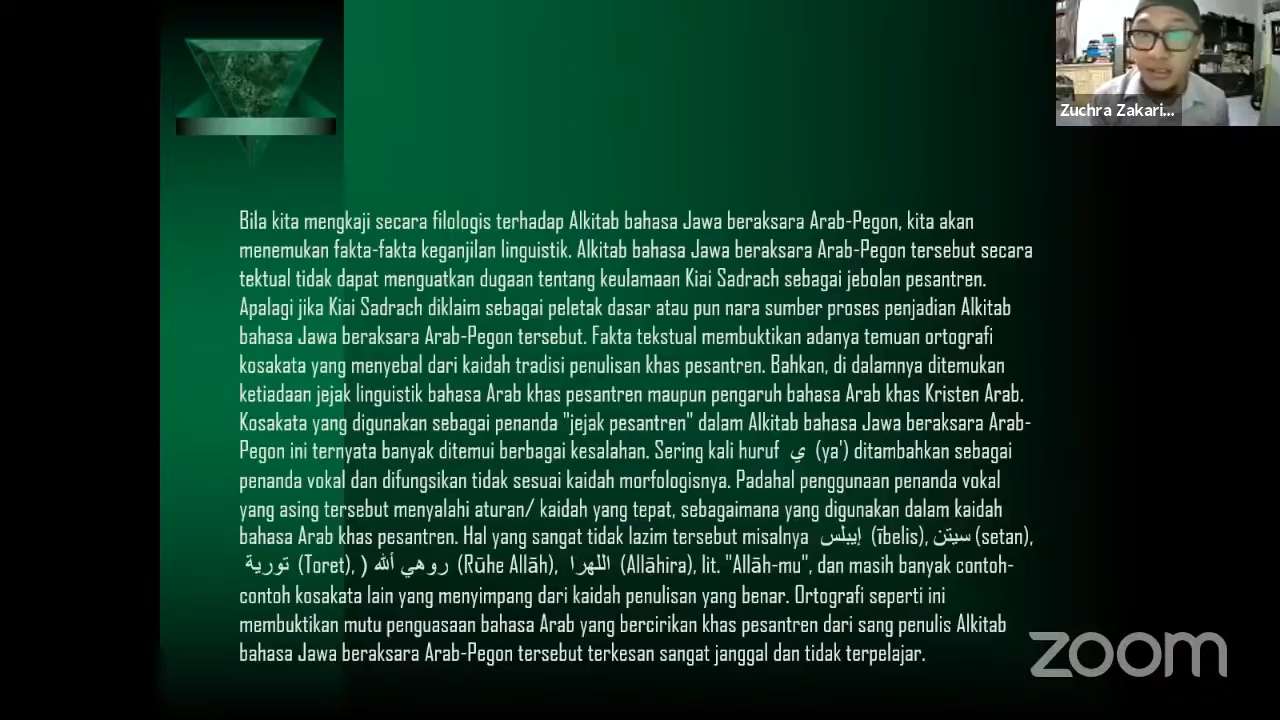 Zuchra Zakari...
Bila kita mengkaji secara filologis terhadap Alkitab bahasa Jawa beraksara Arab-Pegon, kita akan
menemukan fakta-fakta keganjilan linguistik. Alkitab bahasa Jawa beraksara Arab-Pegon tersebut secara
tektual tidak dapat menguatkan dugaan tentang keulamaan Kiai Sadrach sebagai jebolan pesantren.
Apalagi jika Kiai Sadrach diklaim sebagai peletak dasar atau pun nara sumber proses penjadian Alkitab
bahasa Jawa beraksara Arab-Pegon tersebut. Fakta tekstual membuktikan adanya temuan ortografi
kosakata yang menyebal dari kaidah tradisi penulisan khas pesantren. Bahkan, di dalamnya ditemukan
ketiadaan jejak linguistik bahasa Arab khas pesantren maupun pengaruh bahasa Arab khas Kristen Arab.
Kosakata yang digunakan sebagai penanda "jejak pesantren" dalam Alkitab bahasa Jawa beraksara Arab-
Pegon ini ternyata banyak ditemui berbagai kesalahan. Sering kali huruf ي (ya') ditambahkan sebagai
penanda vokal dan difungsikan tidak sesuai kaidah morfologisnya. Padahal penggunaan penanda vokal
yang asing tersebut menyalahi aturan/ kaidah yang tepat, sebagaimana yang digunakan dalam kaidah
bahasa Arab khas pesantren. Hal yang sangat tidak lazim tersebut misalnya إيبلس (ībelis), سيتن (setan),
تورية (Toret), ) روهي ألله (Rūhe Allāh), اللهرا (Allāhira), lit. "Allāh-mu", dan masih banyak contoh-
contoh kosakata lain yang menyimpang dari kaidah penulisan yang benar. Ortografi seperti ini
membuktikan mutu penguasaan bahasa Arab yang bercirikan khas pesantren dari sang penulis Alkitab
bahasa Jawa beraksara Arab-Pegon tersebut terkesan sangat janggal dan tidak terpelajar.
zoom